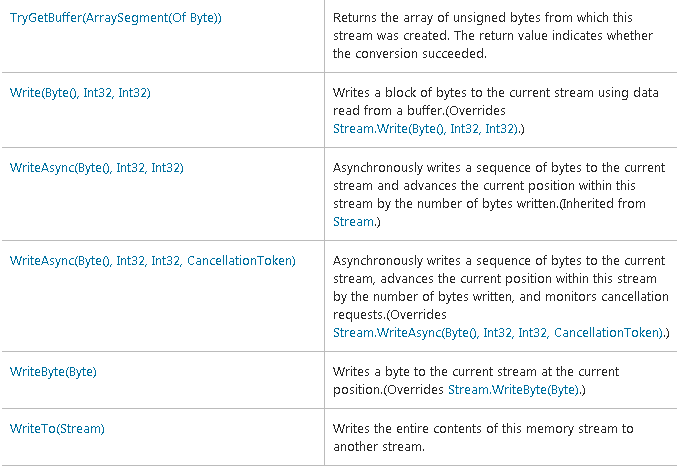 TryGetBuffer(ArraySegment(Of Byte))
Returns the array of unsigned bytes from which this
stream was created. The return value indicates whether
the conversion succeeded.
Write(Byte(), Int32, Int32)
Writes a block of bytes to the current stream using data
read from a buffer.(Overrides
Stream.Write(Byte(), Int32, Int32).)
WriteAsync(Byte(), Int32, Int32)
Asynchronously writes a sequence of bytes to the current
stream and advances the current position within this
stream by the number of bytes written.(Inherited from
Stream.)
WriteAsync(Byte(), Int32, Int32, CancellationToken)
Asynchronously writes a sequence of bytes to the current
stream, advances the current position within this stream
by the number of bytes written, and monitors cancellation
requests.(Overrides
Stream.WriteAsync(Byte(), Int32, Int32, CancellationToken).)
WriteByte(Byte)
Writes a byte to the current stream at the current
position.(Overrides Stream.WriteByte(Byte).)
WriteTo(Stream)
Writes the entire contents of this memory stream to
another stream.